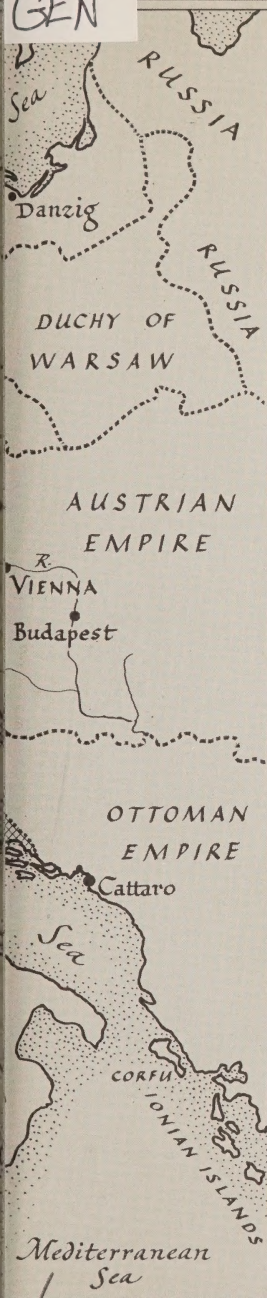 GEN
RUSSIA
Sea
Danzig
RUSSIA
DUCHY OF
WARSAW
AUSTRIAN
EMPIRE
R.
VIENNA
Budapest
OTTOMAN
EMPIRE
Cattaro
Sea
CORFU
IONIAN ISLANDS
Mediterranean
Sea